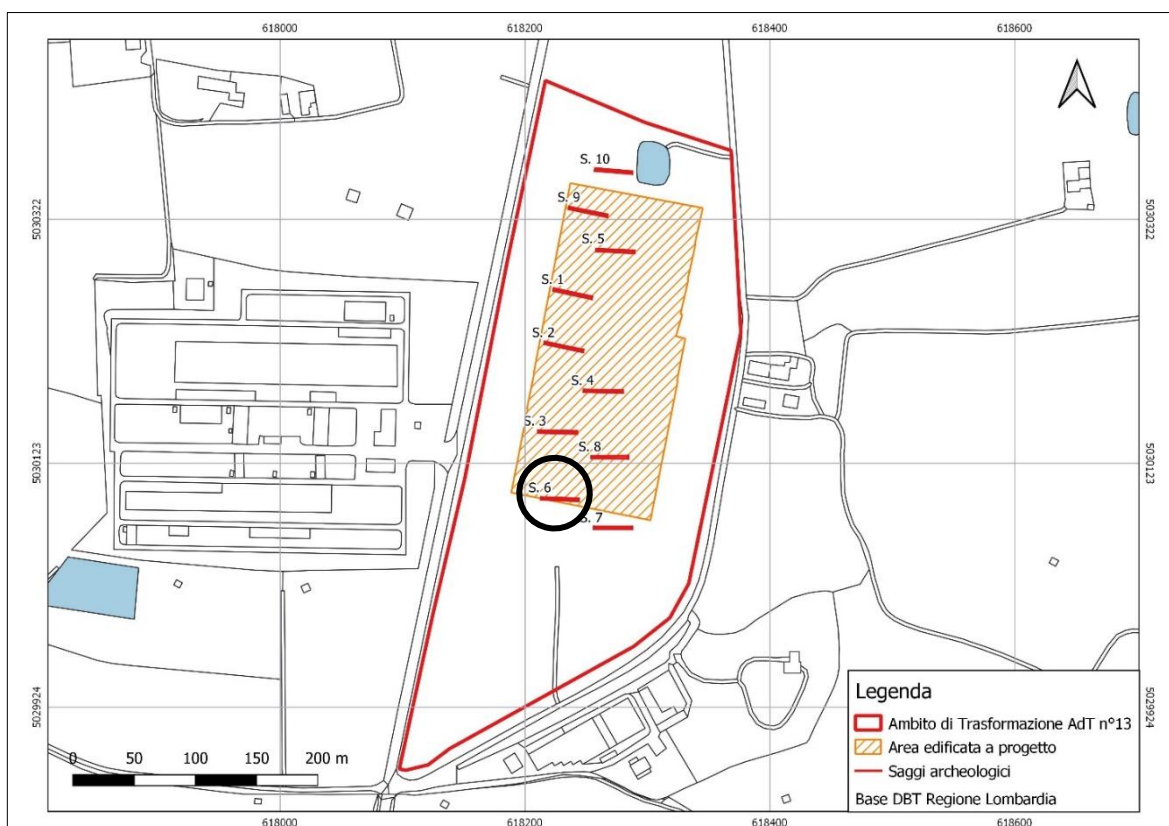 618000 618200 618400 618600
S. 10
S. 9
5030322 5030322
S. 5
S. 1
S. 2
S. 4
S. 3
S. 8
5030123 5030123
S. 6
S. 7
Legenda
Ambito di Trasformazione AdT n°13
Area edificata a progetto
Saggi archeologici
Base DBT Regione Lombardia
5029924 5029924
0 50 100 150 200 m
618000 618200 618400 618600